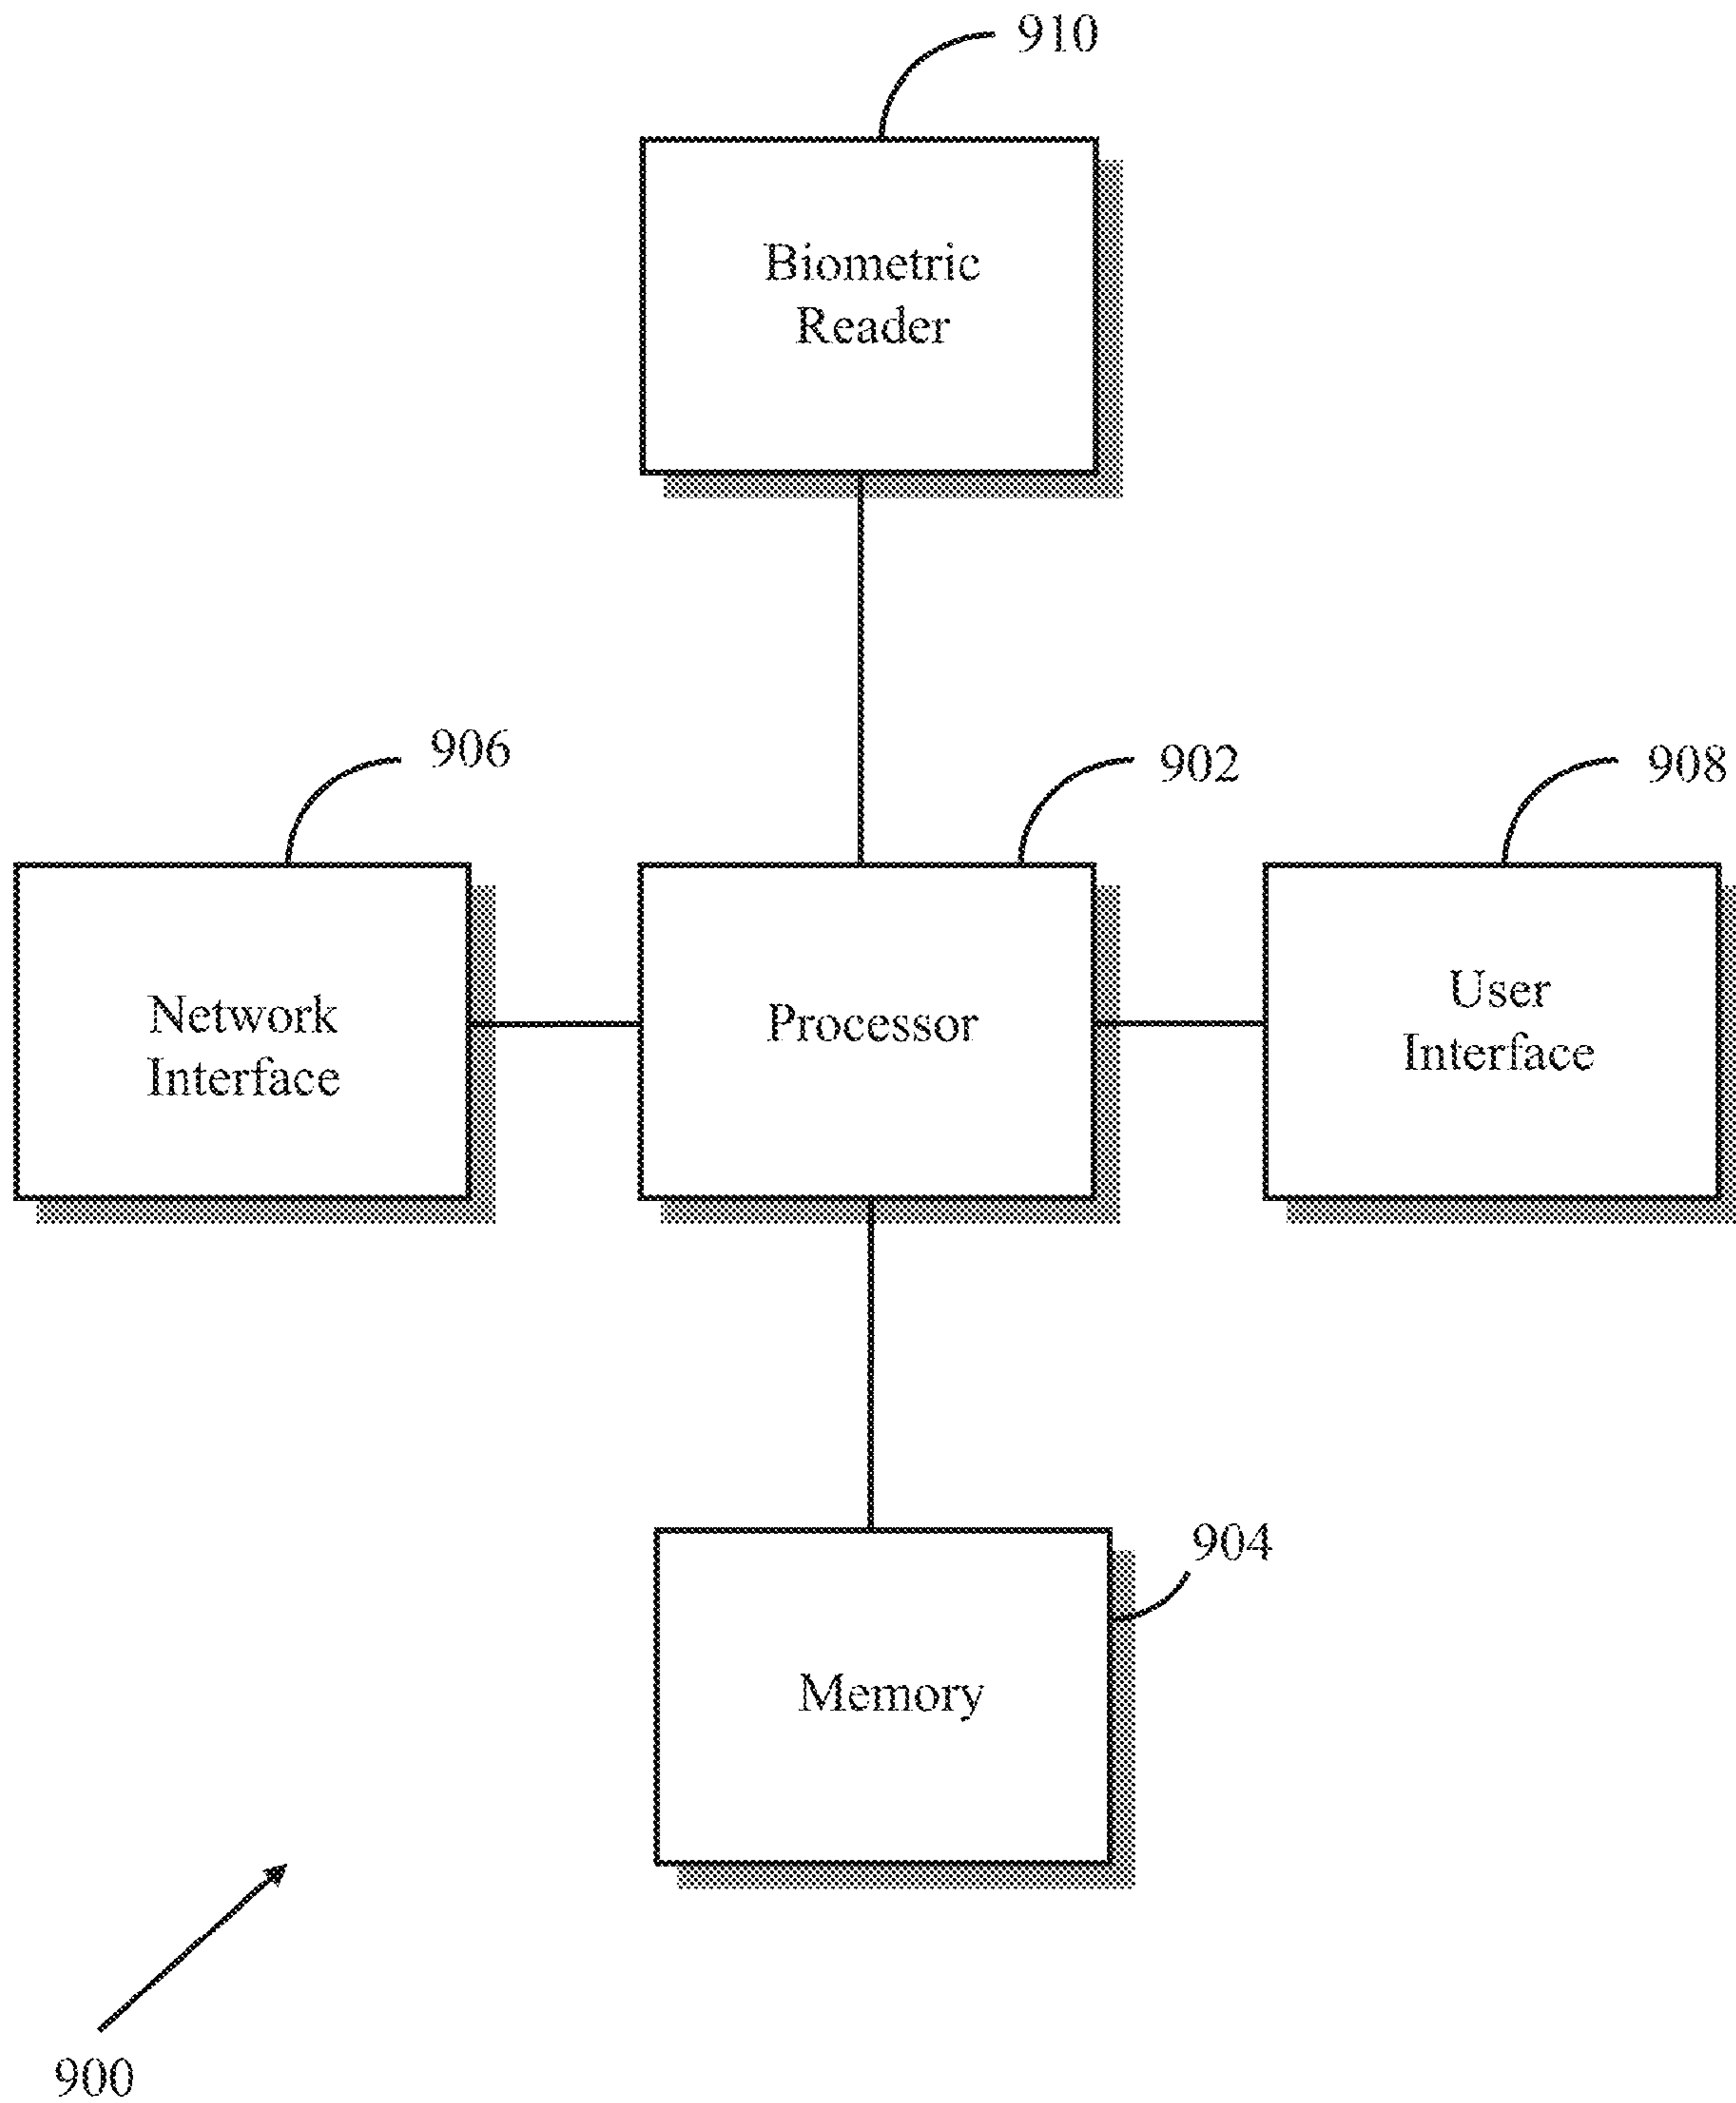 910
Biometric
Reader
906
902
908
Network
Interface
Processor
User
Interface
904
Memory
900